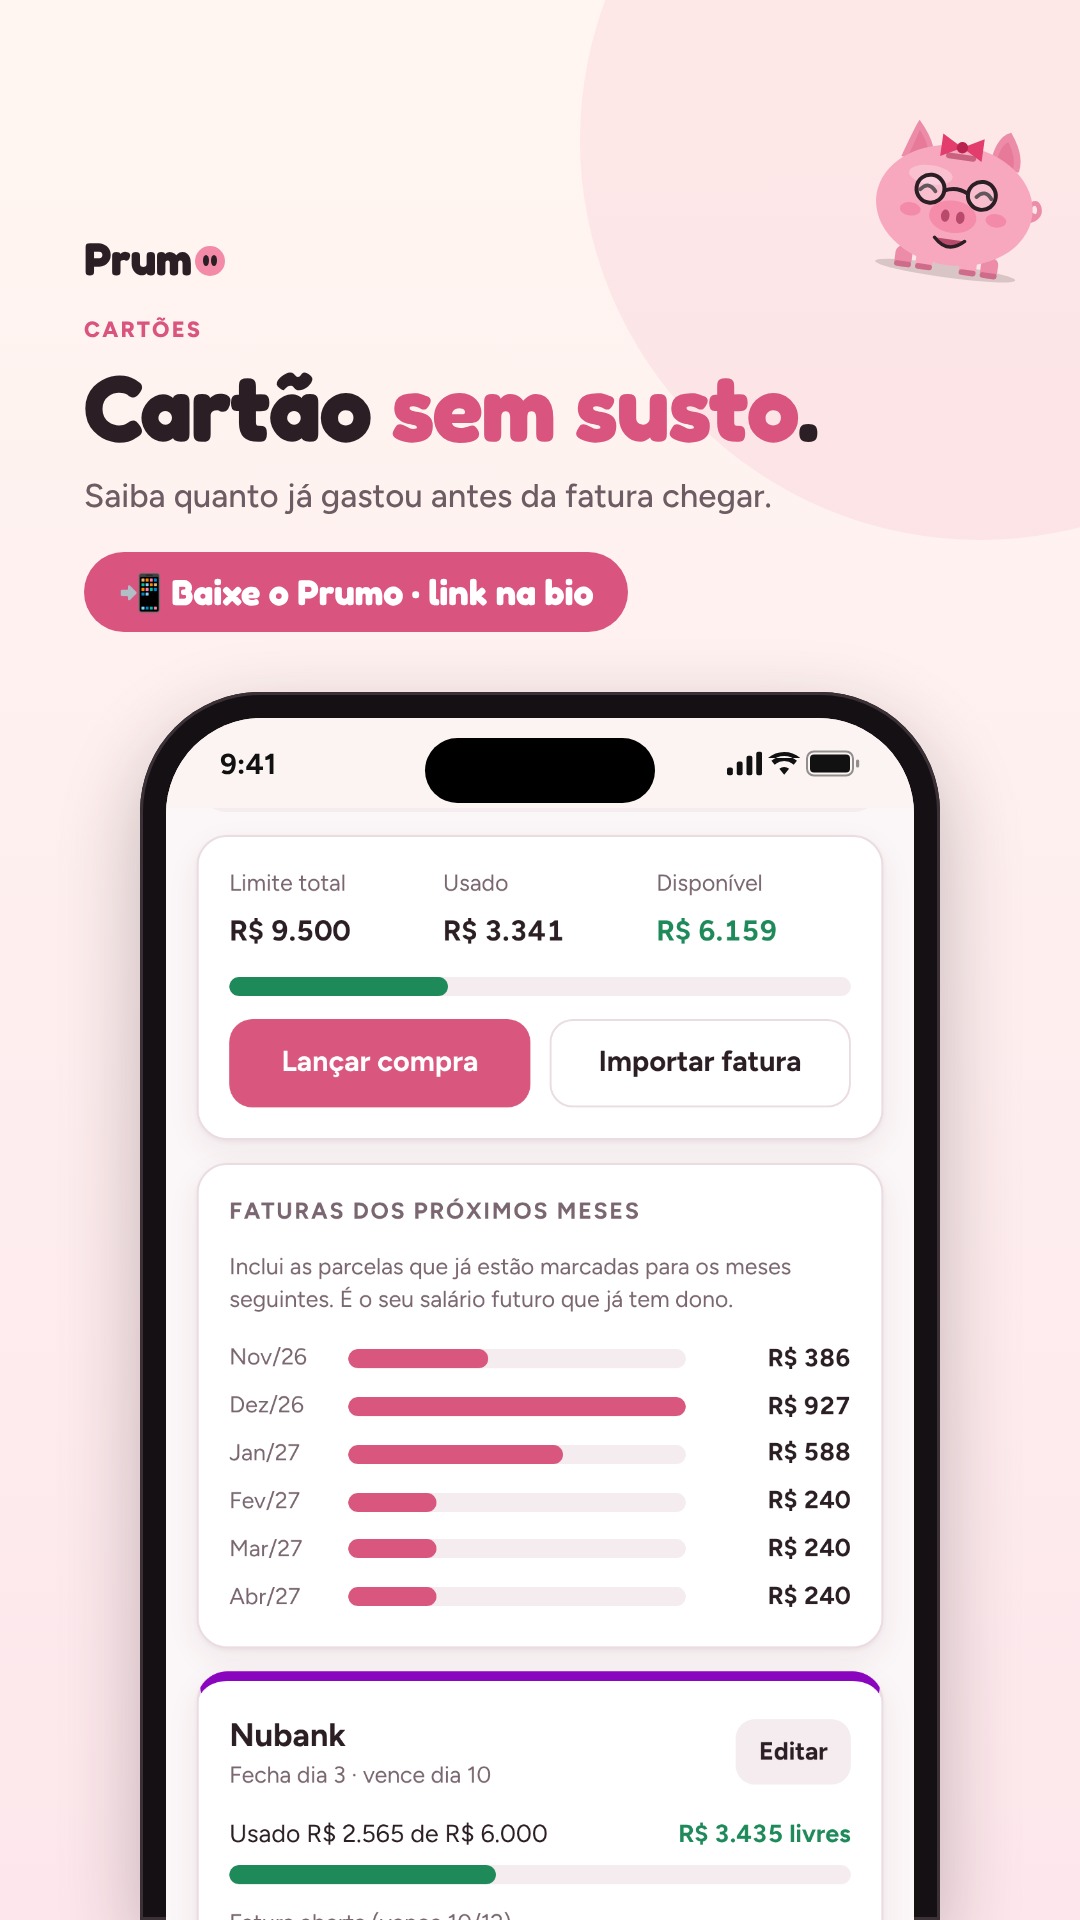 Prumo
CARTÕES
Cartão sem susto.
Saiba quanto já gastou antes da fatura chegar.
📲 Baixe o Prumo · link na bio
9:41
Limite total Usado Disponível
R$ 9.500 R$ 3.341 R$ 6.159
Lançar compra Importar fatura
FATURAS DOS PRÓXIMOS MESES
Inclui as parcelas que já estão marcadas para os meses
seguintes. É o seu salário futuro que já tem dono.
Nov/26 R$ 386
Dez/26 R$ 927
Jan/27 R$ 588
Fev/27 R$ 240
Mar/27 R$ 240
Abr/27 R$ 240
Nubank
Editar
Fecha dia 3 · vence dia 10
Usado R$ 2.565 de R$ 6.000 R$ 3.435 livres